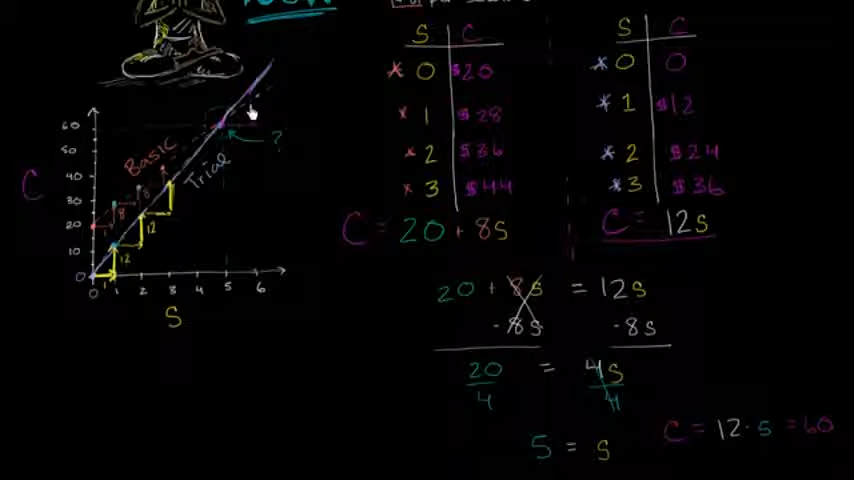 S C
0 $20
1 $28
2 $36
3 $44
C = 20 + 8s
S C
0 0
1 $12
2 $24
3 $36
C = 12s
60
50
40
30
20
10
0
C
Basic
Trial
?
1 8 8 8
12 12
1
0 1 2 3 4 5 6
S
20 + 8s = 12s
-8s -8s
20/4 = 4s/4
5 = s
C = 12 · 5 = 60